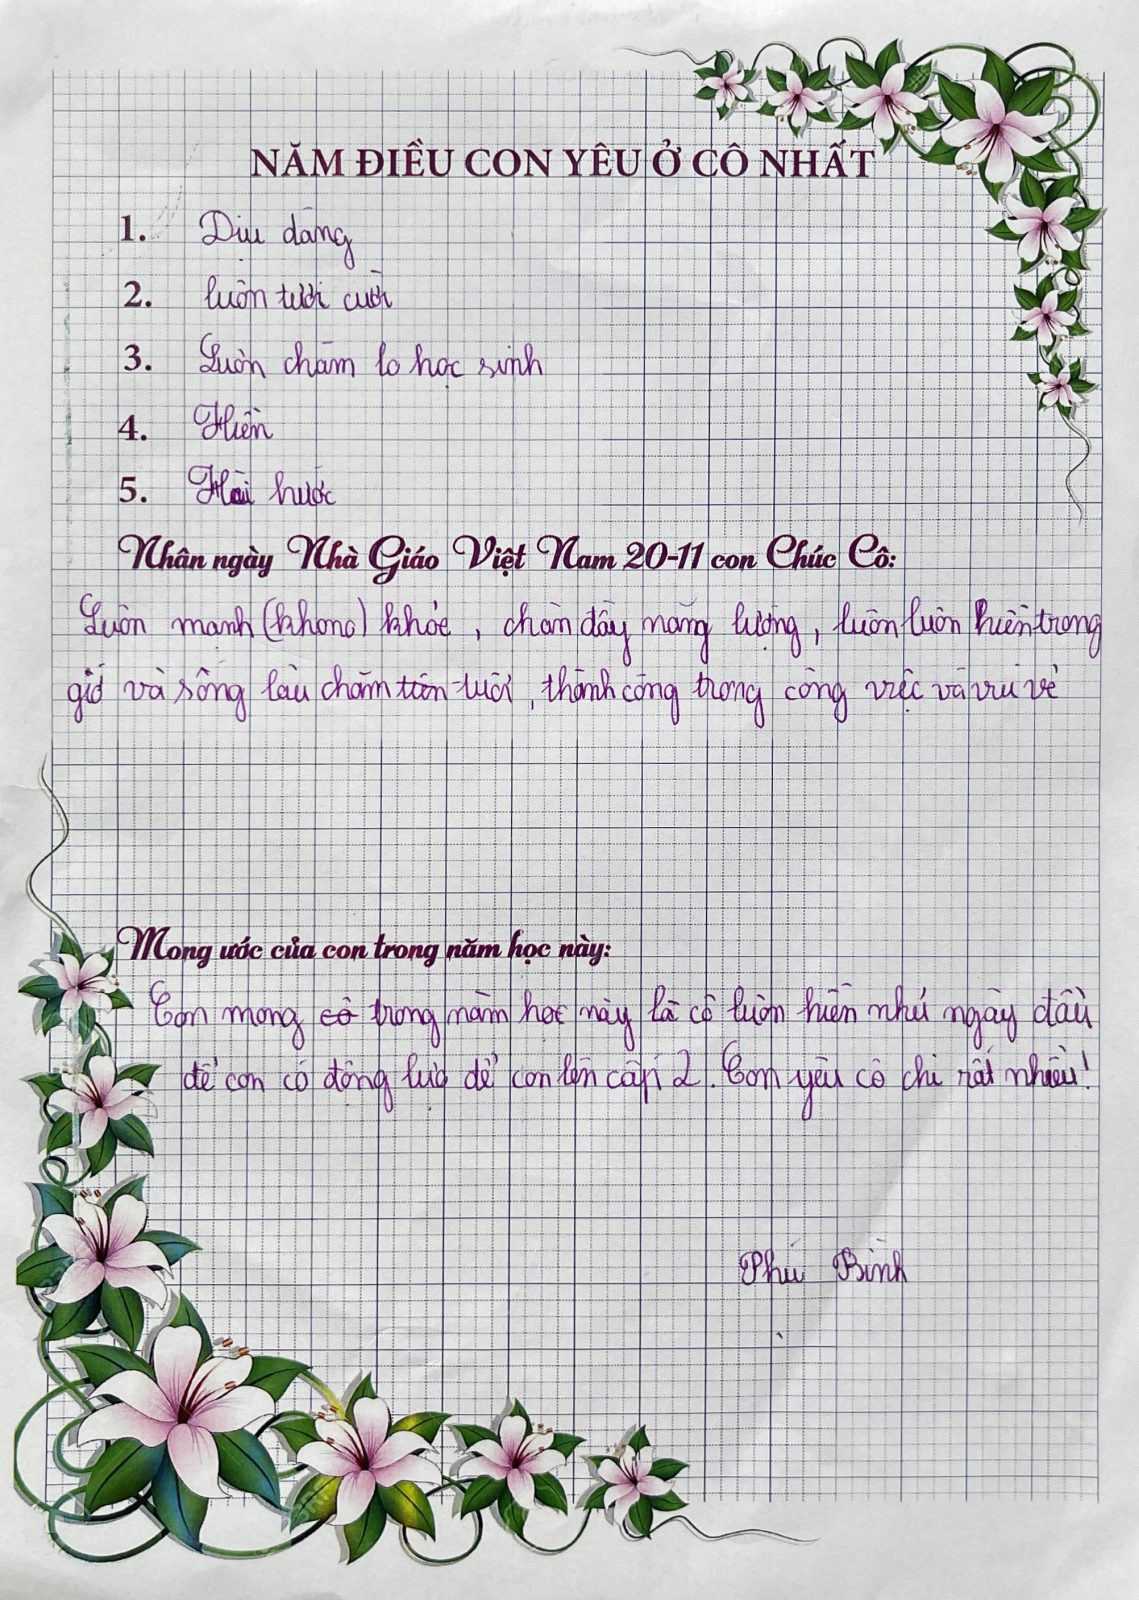 NĂM ĐIỀU CON YÊU Ở CÔ NHẤT
1. Dịu dàng
2. luôn tươi cười
3. Luôn chăm lo học sinh
4. Hiền
5. Hài hước
Nhân ngày Nhà Giáo Việt Nam 20-11 con Chúc Cô:
Luôn mạnh (khong) khỏe, chàn đầy năng lượng, luôn luôn hiền trong
giờ và sống lâu chăm tuổi, thành công trong công việc và vui vẻ
Mong ước của con trong năm học này:
Con mong cô trong năm học này là cô luôn hiền như ngày đầu
để con có động lực để con lên cấp 2. Con yêu cô chi rất nhiều!
Phú Bình